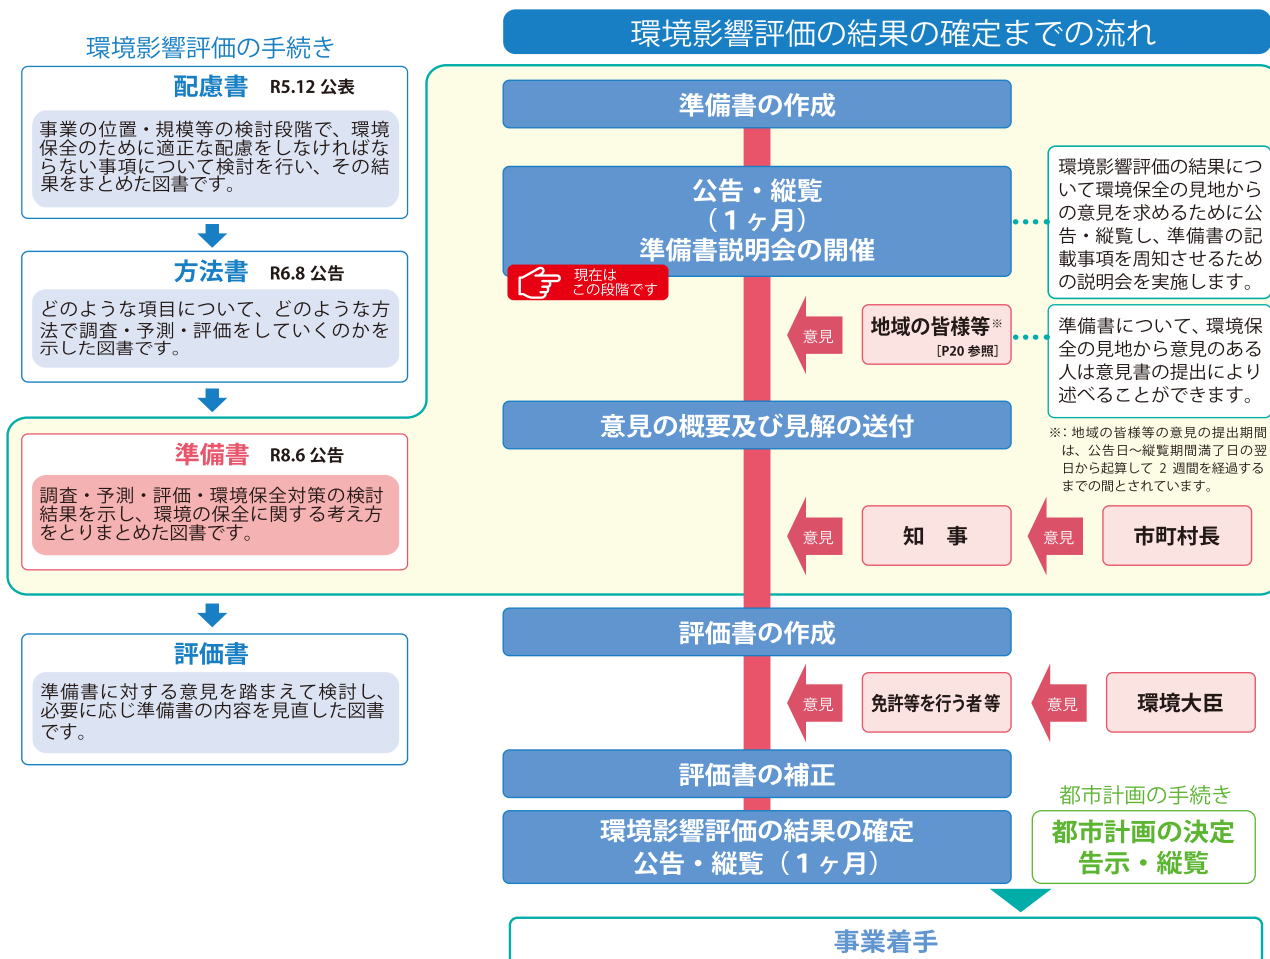 環境影響評価の手続き
配慮書 R5.12 公表
事業の位置・規模等の検討段階で、環境
保全のために適正な配慮をしなければな
らない事項について検討を行い、その結
果をまとめた図書です。
方法書 R6.8 公告
どのような項目について、どのような方
法で調査・予測・評価をしていくのかを
示した図書です。
準備書 R8.6 公告
調査・予測・評価・環境保全対策の検討
結果を示し、環境の保全に関する考え方
をとりまとめた図書です。
評価書
準備書に対する意見を踏まえて検討し、
必要に応じ準備書の内容を見直した図書
です。
環境影響評価の結果の確定までの流れ
準備書の作成
公告・縦覧
（1ヶ月）
準備書説明会の開催
現在は
この段階です
環境影響評価の結果につ
いて環境保全の見地から
の意見を求めるために公
告・縦覧し、準備書の記
載事項を周知させるため
の説明会を実施します。
意見
地域の皆様等※
［P20 参照］
準備書について、環境保
全の見地から意見のある
人は意見書の提出により
述べることができます。
意見の概要及び見解の送付
※：地域の皆様等の意見の提出期間
は、公告日～縦覧期間満了日の翌
日から起算して 2 週間を経過する
までの間とされています。
意見
知　事
意見
市町村長
評価書の作成
意見
免許等を行う者等
意見
環境大臣
評価書の補正
環境影響評価の結果の確定
公告・縦覧（1ヶ月）
都市計画の手続き
都市計画の決定
告示・縦覧
事業着手